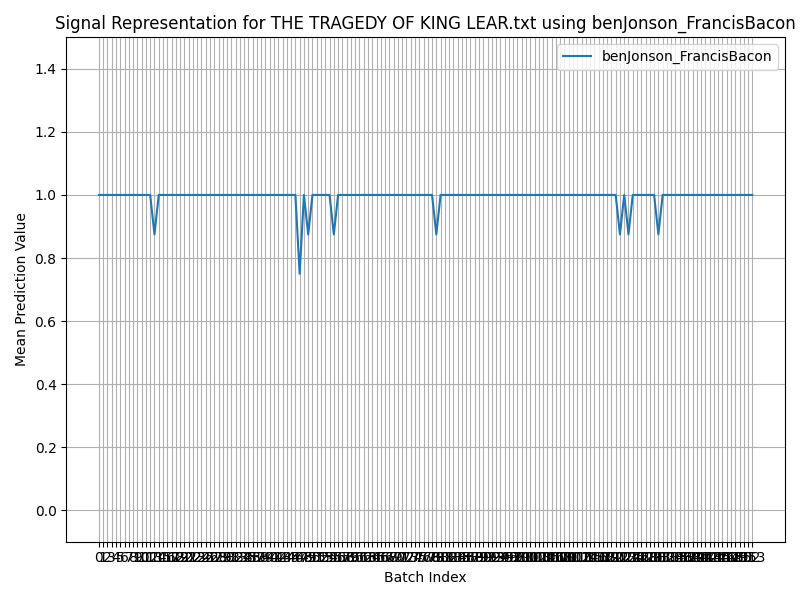 Signal Representation for THE TRAGEDY OF KING LEAR.txt using benJonson_FrancisBacon
benJonson_FrancisBacon
1.4
1.2
1.0
0.8
0.6
0.4
0.2
0.0
Mean Prediction Value
Batch Index